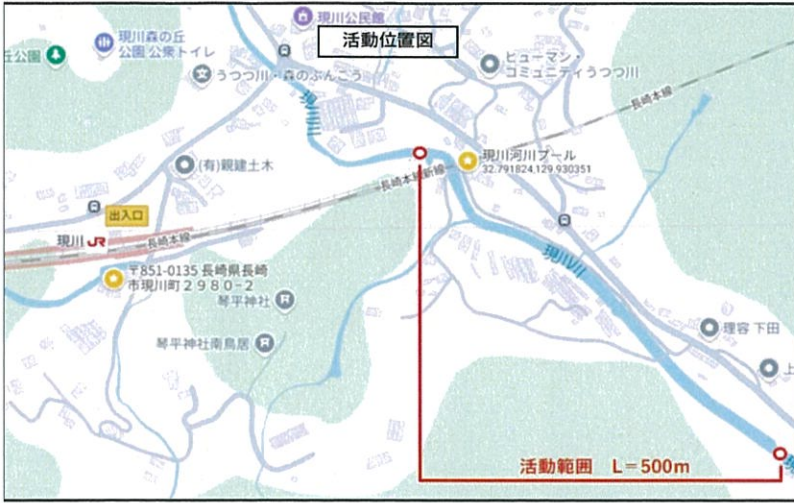 現川公民館
活動位置図
現川森の丘
公園 公衆トイレ
丘公園
うつつ川・森のぶんこう
ヒューマン・
コミュニティうつつ川
長崎本線
現川川
現川河川プール
32.791824,129.930351
(有)親建土木
長崎本線新線
出入口
現川 JR
長崎本線
〒851-0135 長崎県長崎
市現川町2980-2
琴平神社
琴平神社南鳥居
現川川
理容 下田
上
活動範囲 L=500m